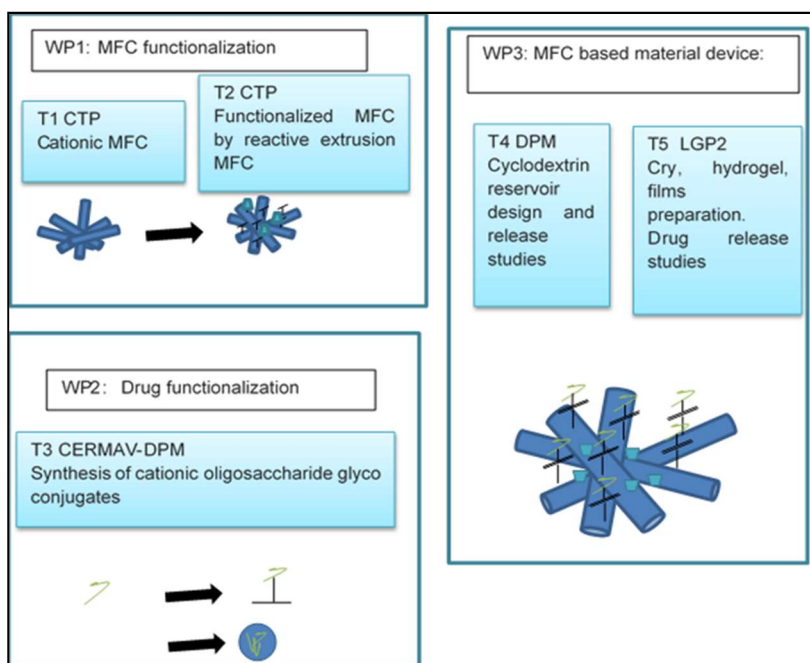 WP1: MFC functionalization
T1 CTP
Cationic MFC
T2 CTP
Functionalized MFC
by reactive extrusion
MFC
WP2: Drug functionalization
T3 CERMAV-DPM
Synthesis of cationic oligosaccharide glyco
conjugates
WP3: MFC based material device:
T4 DPM
Cyclodextrin
reservoir
design and
release
studies
T5 LGP2
Cry, hydrogel,
films
preparation.
Drug release
studies